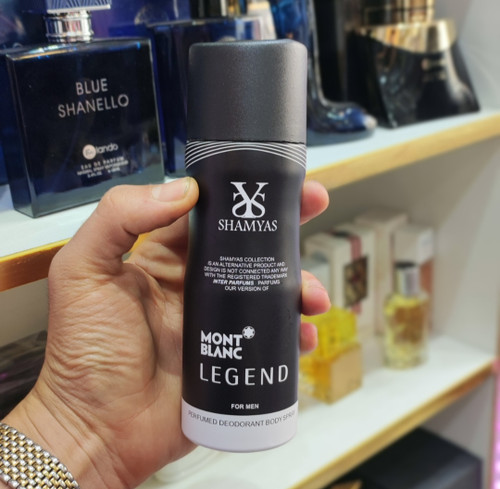 BLUE
SHANELLO
Estando
EAU DE PARFUM
SHAMYAS
SHAMYAS COLLECTION
IS AN ALTERNATIVE PRODUCT AND
DESIGN IS NOT CONNECTED ANY WAY
WITH THE REGISTERED TRADEMARK
INTER PARFUMS PARFUMS
OUR VERSION OF
MONT
BLANC
LEGEND
FOR MEN
PERFUMED DEODORANT BODY SPRAY